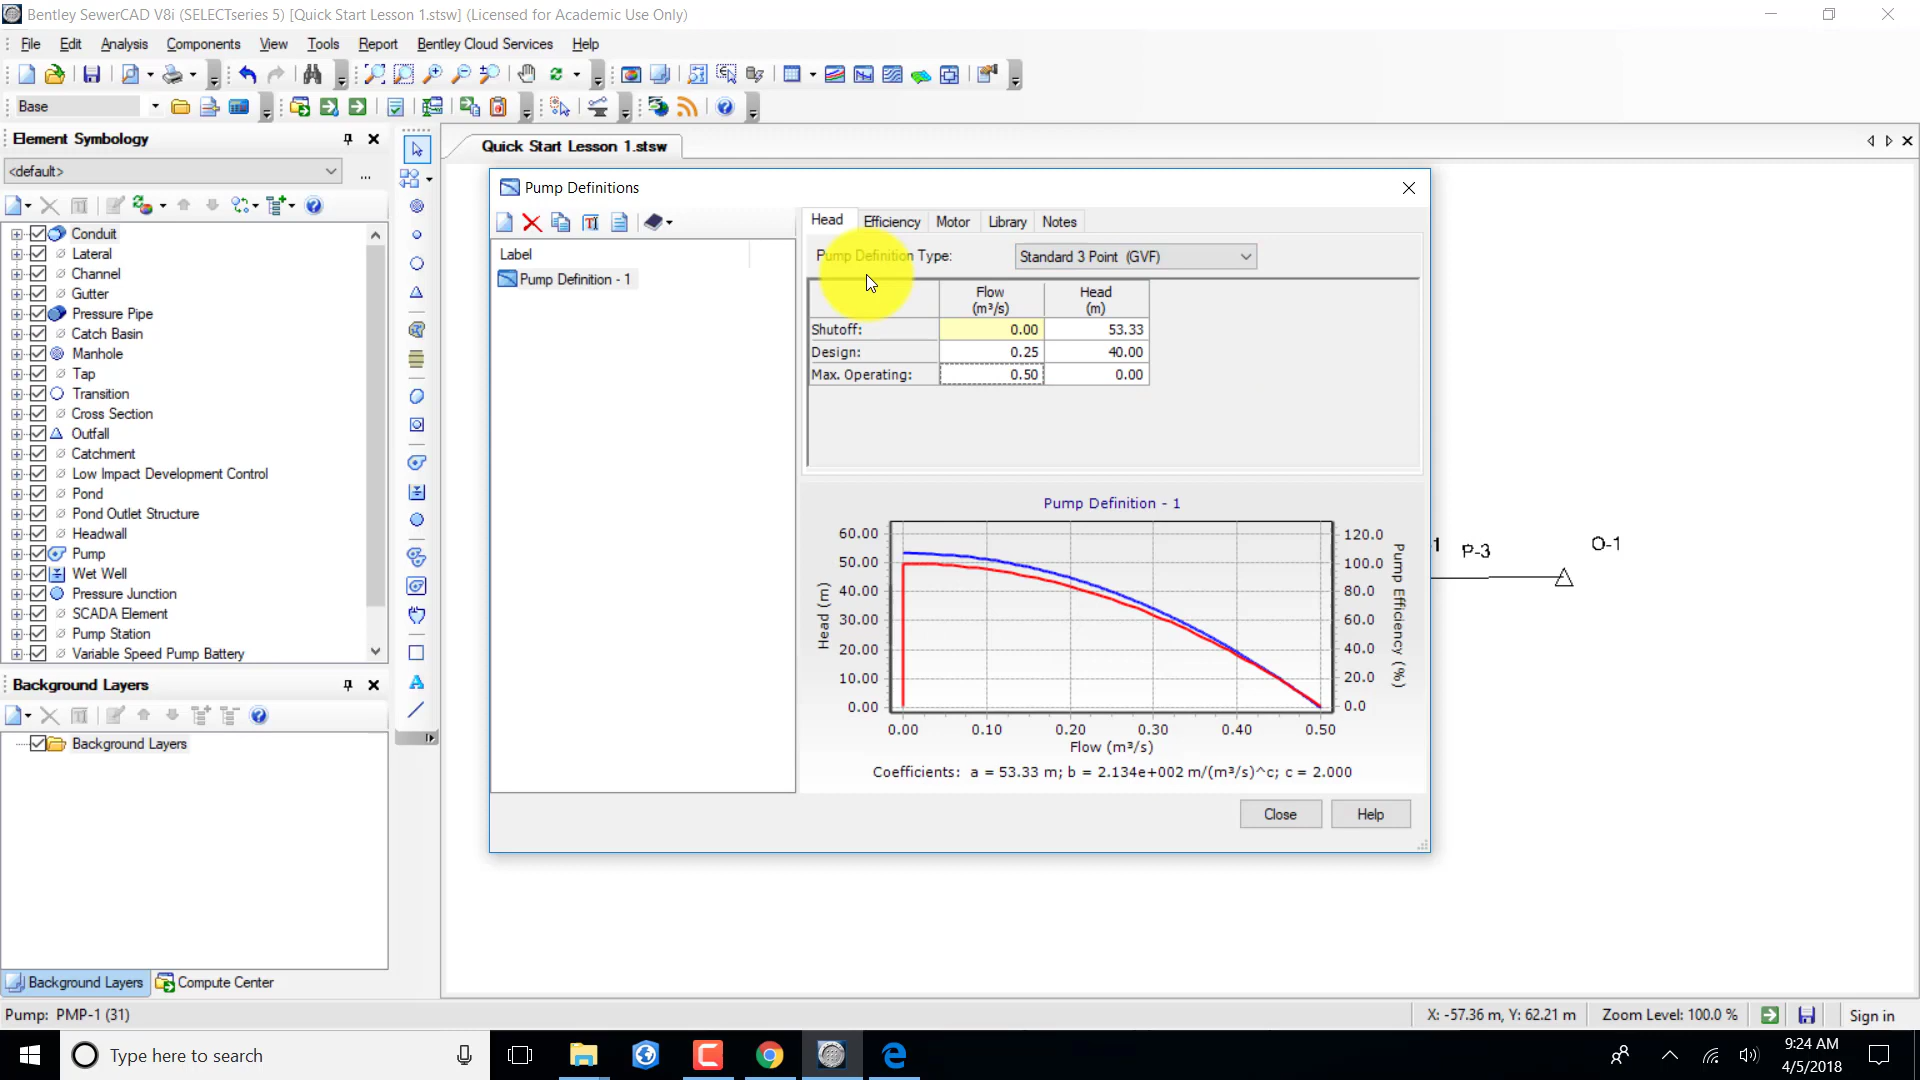 Bentley SewerCAD V8i (SELECTseries 5) [Quick Start Lesson 1.stsw] (Licensed for Academic Use Only)
File Edit Analysis Components View Tools Report Bentley Cloud Services Help
Base
Element Symbology
<default>
...
Conduit
Lateral
Channel
Gutter
Pressure Pipe
Catch Basin
Manhole
Tap
Transition
Cross Section
Outfall
Catchment
Low Impact Development Control
Pond
Pond Outlet Structure
Headwall
Pump
Wet Well
Pressure Junction
SCADA Element
Pump Station
Variable Speed Pump Battery
Background Layers
Background Layers
Background Layers Compute Center
Quick Start Lesson 1.stsw
Pump Definitions
Label
Pump Definition - 1
Head Efficiency Motor Library Notes
Pump Definition Type: Standard 3 Point (GVF)
Flow (m³/s) Head (m)
Shutoff: 0.00 53.33
Design: 0.25 40.00
Max. Operating: 0.50 0.00
Pump Definition - 1
Head (m)
60.00
50.00
40.00
30.00
20.00
10.00
0.00
120.0
100.0
80.0
60.0
40.0
20.0
0.0
Pump Efficiency (%)
0.00 0.10 0.20 0.30 0.40 0.50
Flow (m³/s)
Coefficients: a = 53.33 m; b = 2.134e+002 m/(m³/s)^c; c = 2.000
Close Help
1 P-3 O-1
Pump: PMP-1 (31)
X: -57.36 m, Y: 62.21 m Zoom Level: 100.0 % Sign in
Type here to search
9:24 AM
4/5/2018